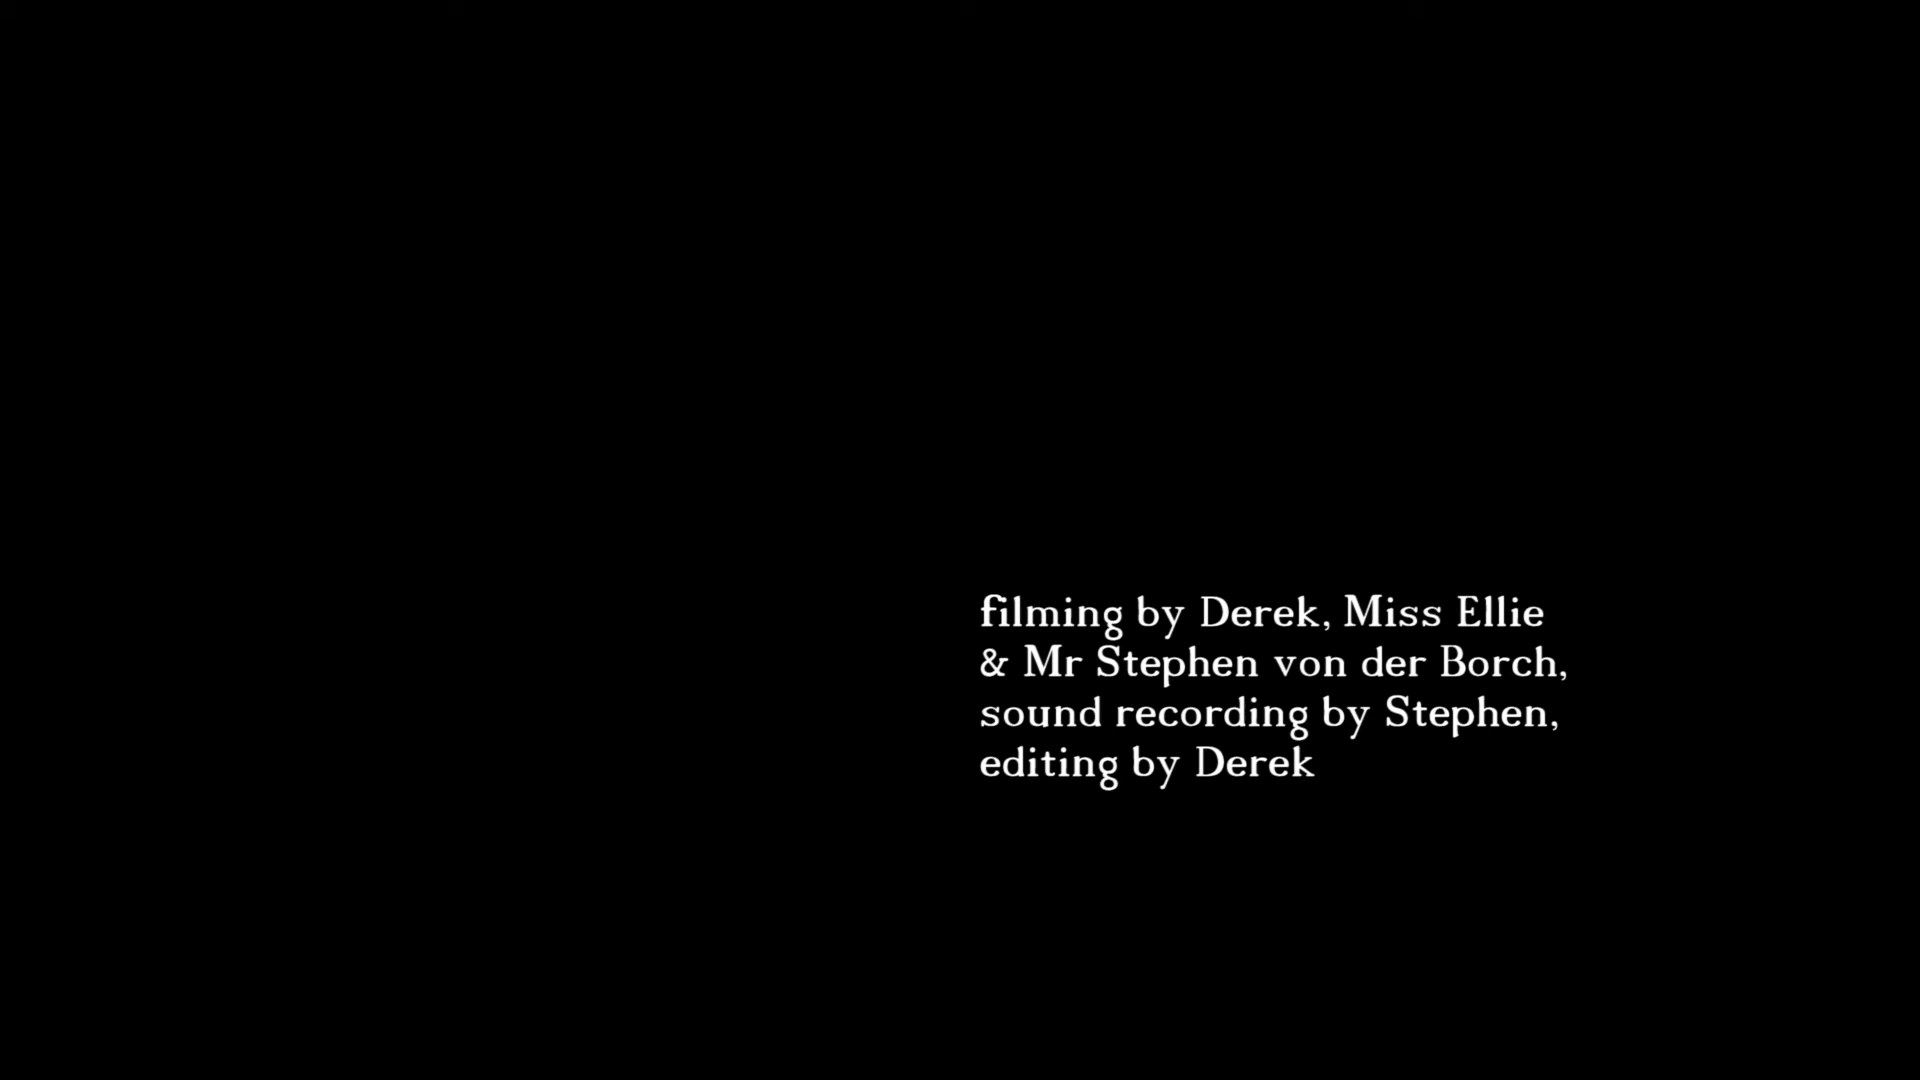 filming by Derek, Miss Ellie
& Mr Stephen von der Borch,
sound recording by Stephen,
editing by Derek